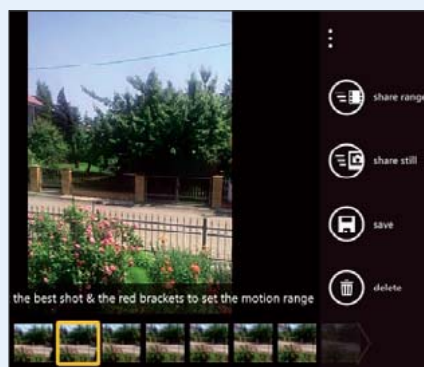 share range
share still
save
delete
the best shot & the red brackets to set the motion range